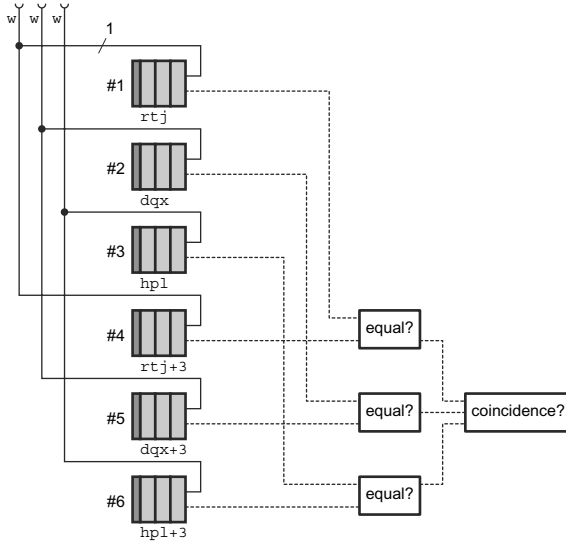 w w w
1
#1
rtj
#2
dqx
#3
hpl
#4
equal?
rtj+3
#5
equal?
coincidence?
dqx+3
#6
equal?
hpl+3